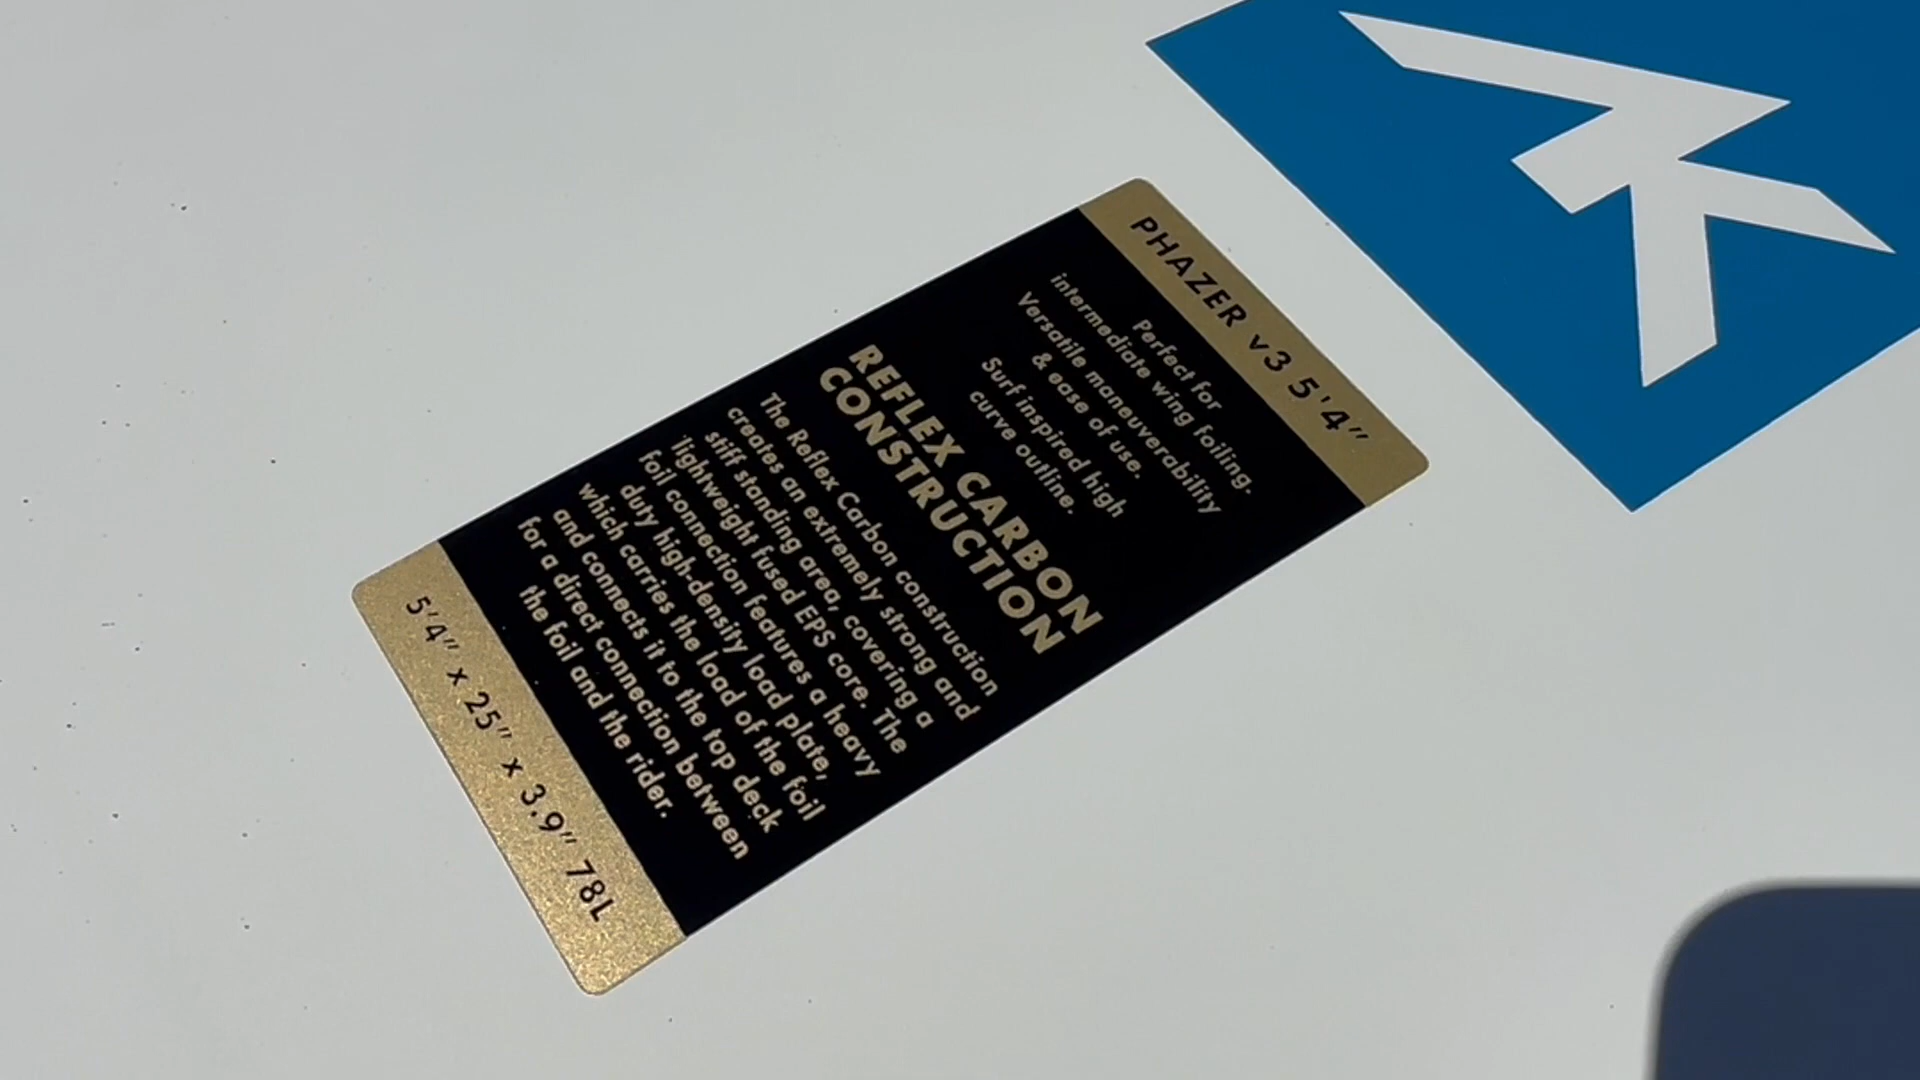 PHAZER v3 5'4"
Perfect for
intermediate wing foiling.
Versatile maneuverability
& ease of use.
Surf inspired high
curve outline.
REFLEX CARBON
CONSTRUCTION
The Reflex Carbon construction
creates an extremely strong and
stiff standing area, covering a
lightweight fused EPS core. The
foil connection features a heavy
duty high-density load plate,
which carries the load of the foil
and connects it to the top deck
for a direct connection between
the foil and the rider.
5'4" x 25" x 3.9" 78L